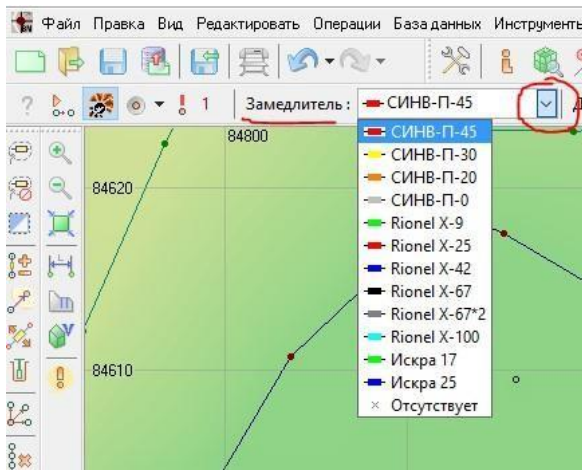 Файл Правка Вид Редактировать Операции База данных Инструменты
? 1 Замедлитель: СИНВ-П-45
84800
СИНВ-П-45
СИНВ-П-30
84620
СИНВ-П-20
СИНВ-П-0
Rionel X-9
Rionel X-25
Rionel X-42
Rionel X-67
Rionel X-67*2
Rionel X-100
Искра 17
84610
Искра 25
Отсутствует